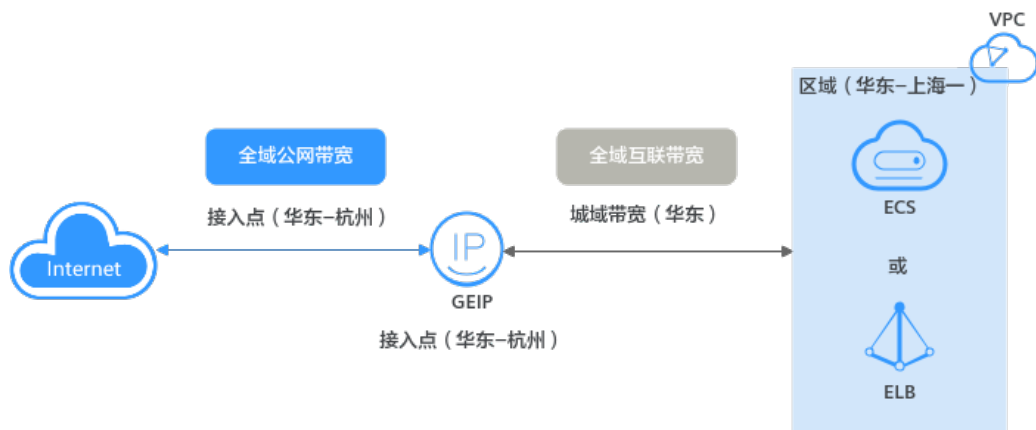 VPC
区域（华东–上海一）
全域公网带宽
全域互联带宽
ECS
接入点（华东–杭州）
城域带宽（华东）
Internet
IP
或
GEIP
接入点（华东–杭州）
ELB